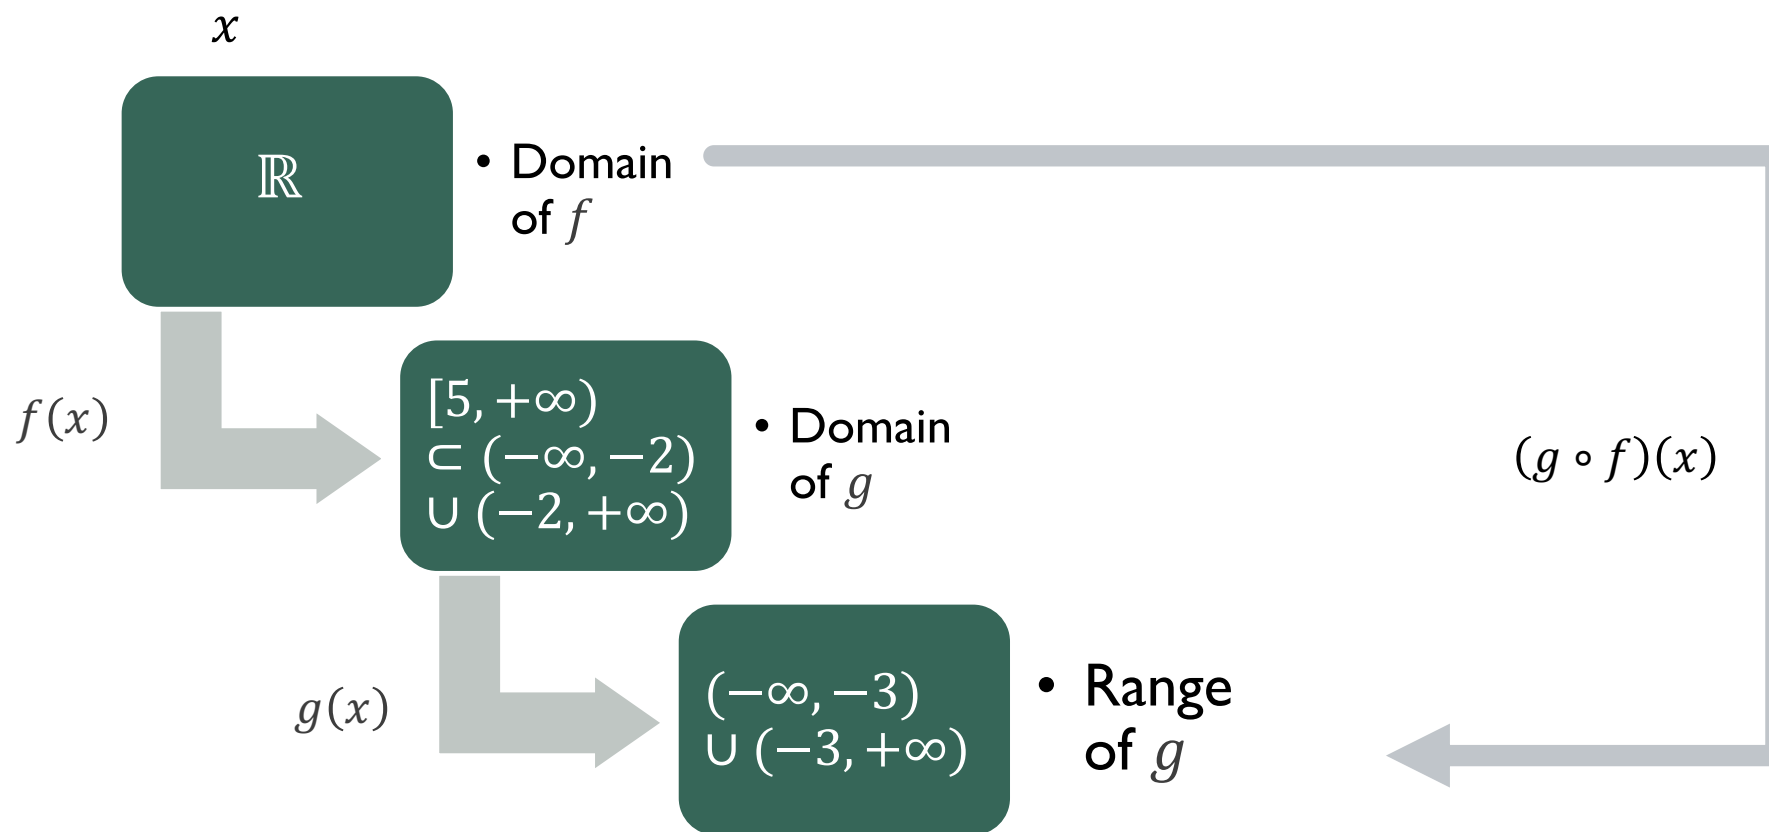 x
ℝ
• Domain
of f
f(x)
[5, +∞)
⊂ (−∞, −2)
∪ (−2, +∞)
• Domain
of g
(g ∘ f)(x)
g(x)
(−∞, −3)
∪ (−3, +∞)
• Range
of g